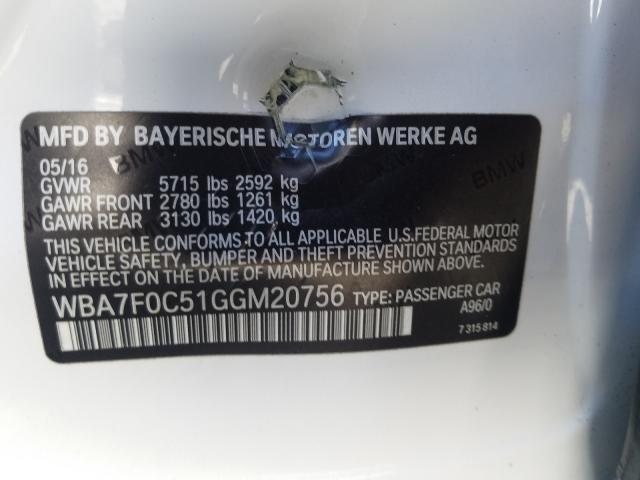 MFD BY BAYERISCHE MOTOREN WERKE AG
05/16
GVWR 5715 lbs 2592 kg
GAWR FRONT 2780 lbs 1261 kg
GAWR REAR 3130 lbs 1420 kg
THIS VEHICLE CONFORMS TO ALL APPLICABLE U.S.FEDERAL MOTOR
VEHICLE SAFETY, BUMPER AND THEFT PREVENTION STANDARDS
IN EFFECT ON THE DATE OF MANUFACTURE SHOWN ABOVE.
WBA7F0C51GGM20756 TYPE: PASSENGER CAR
A96/0
7 315 814
BMW
BMW